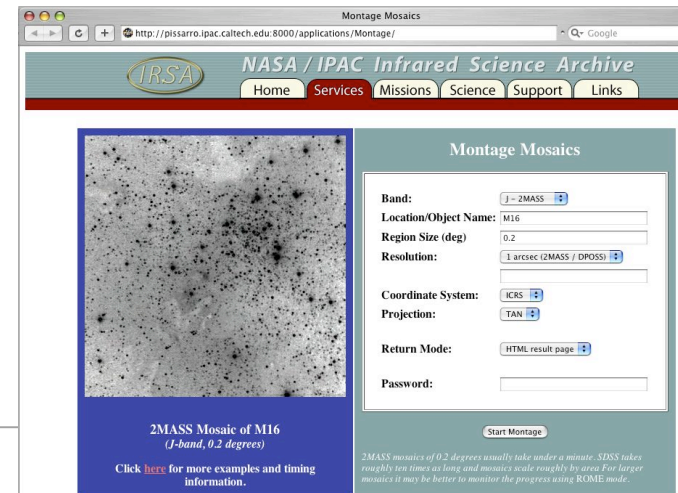 Montage Mosaics
http://pissarro.ipac.caltech.edu:8000/applications/Montage/
Q Google
IRSA
NASA / IPAC Infrared Science Archive
Home Services Missions Science Support Links
2MASS Mosaic of M16
(J-band, 0.2 degrees)
Click here for more examples and timing
information.
Montage Mosaics
Band: J - 2MASS
Location/Object Name: M16
Region Size (deg) 0.2
Resolution: 1 arcsec (2MASS / DPOSS)
Coordinate System: ICRS
Projection: TAN
Return Mode: HTML result page
Password:
Start Montage
2MASS mosaics of 0.2 degrees usually take under a minute. SDSS takes
roughly ten times as long and mosaics scale roughly by area For larger
mosaics it may be better to monitor the progress using ROME mode.